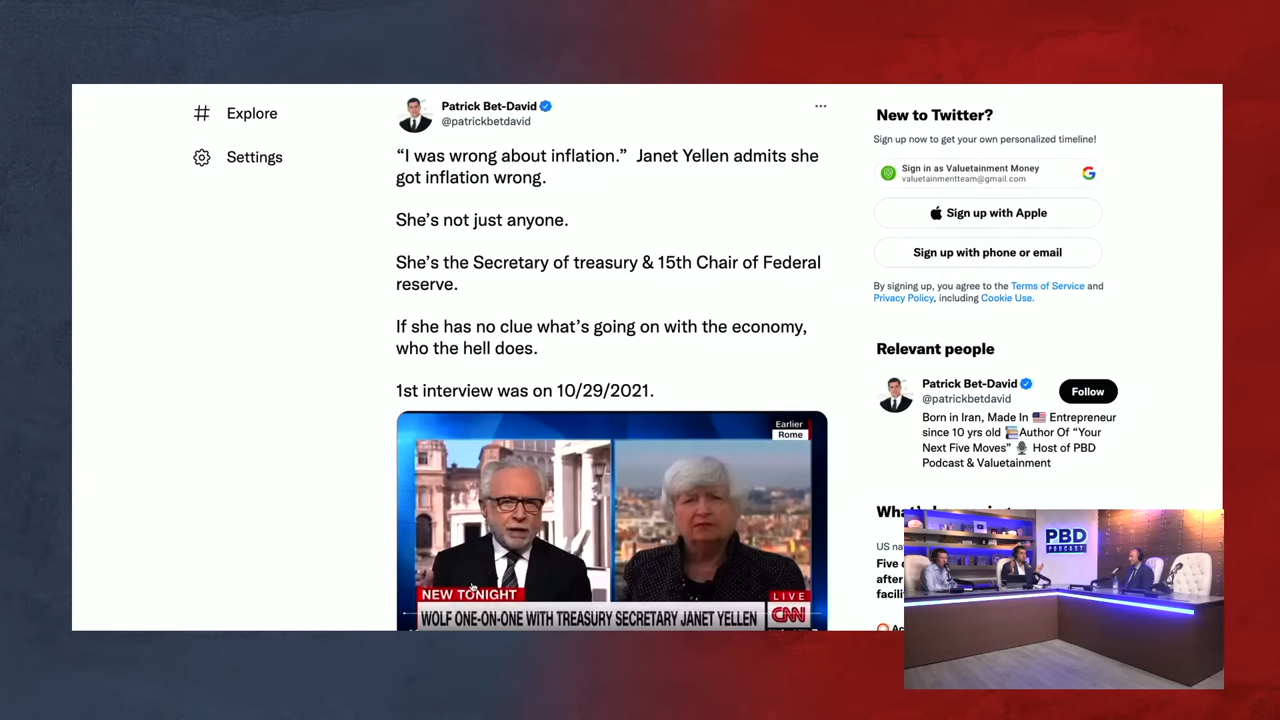 Explore
Settings
Patrick Bet-David
@patrickbetdavid
“I was wrong about inflation.”  Janet Yellen admits she
got inflation wrong.
She’s not just anyone.
She’s the Secretary of treasury & 15th Chair of Federal
reserve.
If she has no clue what’s going on with the economy,
who the hell does.
1st interview was on 10/29/2021.
Earlier
Rome
NEW TONIGHT
WOLF ONE-ON-ONE WITH TREASURY SECRETARY JANET YELLEN
LIVE
CNN
New to Twitter?
Sign up now to get your own personalized timeline!
Sign in as Valuetainment Money
valuetainmentteam@gmail.com
Sign up with Apple
Sign up with phone or email
By signing up, you agree to the Terms of Service and
Privacy Policy, including Cookie Use.
Relevant people
Patrick Bet-David
@patrickbetdavid
Follow
Born in Iran, Made In 🇺🇸 Entrepreneur
since 10 yrs old 📚Author Of “Your
Next Five Moves” 🎙 Host of PBD
Podcast & Valuetainment
US
Five
after
PBD
PODCAST